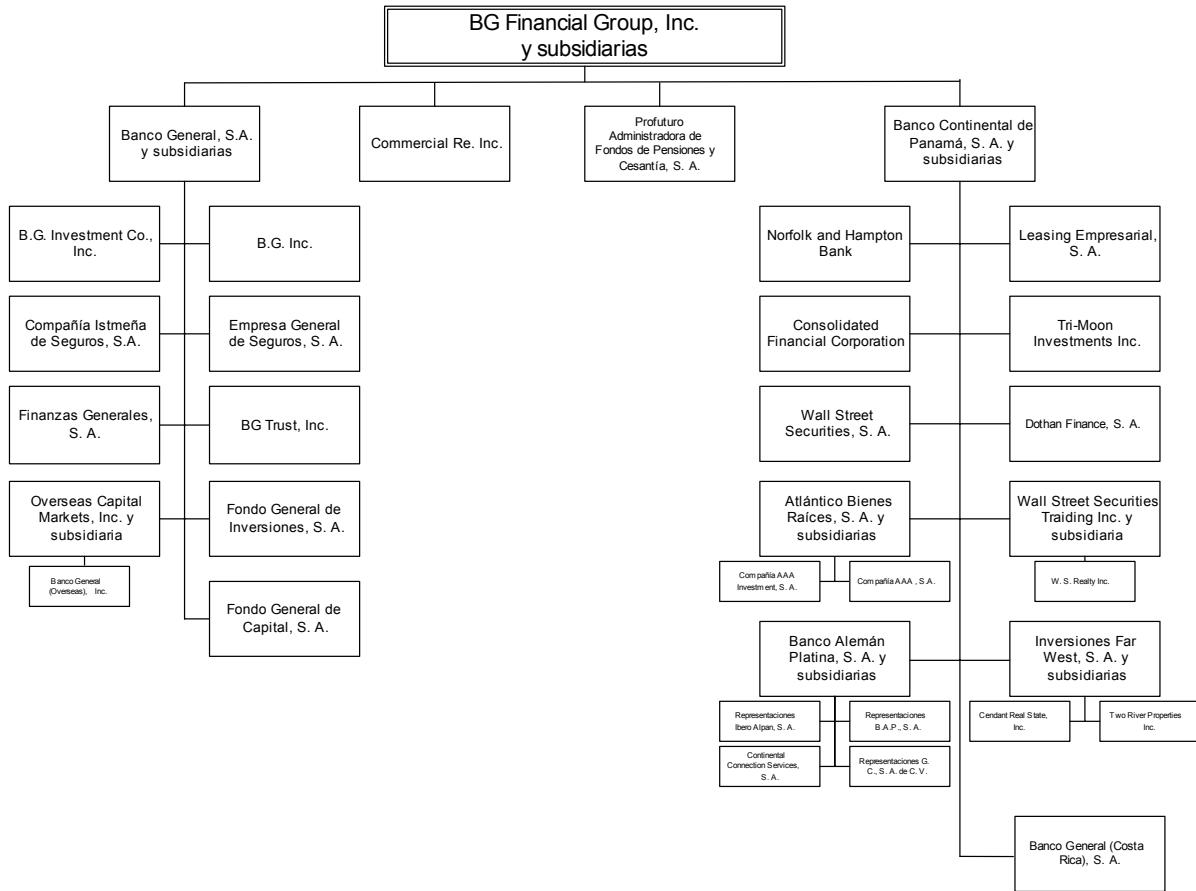 BG Financial Group, Inc.
y subsidiarias
Banco General, S.A.
y subsidiarias
Commercial Re. Inc.
Profuturo
Administradora de
Fondos de Pensiones y
Cesantía, S. A.
Banco Continental de
Panamá, S. A. y
subsidiarias
B.G. Investment Co.,
Inc.
B.G. Inc.
Norfolk and Hampton
Bank
Leasing Empresarial,
S. A.
Compañía Istmeña
de Seguros, S.A.
Empresa General
de Seguros, S. A.
Consolidated
Financial Corporation
Tri-Moon
Investments Inc.
Finanzas Generales,
S. A.
BG Trust, Inc.
Wall Street
Securities, S. A.
Dothan Finance, S. A.
Overseas Capital
Markets, Inc. y
subsidiaria
Fondo General de
Inversiones, S. A.
Atlántico Bienes
Raíces, S. A. y
subsidiarias
Wall Street Securities
Traiding Inc. y
subsidiaria
Banco General
(Overseas), Inc.
Compañía AAA
Investment, S. A.
Compañía AAA , S.A.
W. S. Realty Inc.
Fondo General de
Capital, S. A.
Banco Alemán
Platina, S. A. y
subsidiarias
Inversiones Far
West, S. A. y
subsidiarias
Representaciones
Ibero Alpan, S. A.
Representaciones
B.A.P., S. A.
Cendant Real State,
Inc.
Two River Properties
Inc.
Continental
Connection Services,
S. A.
Representaciones G.
C., S. A. de C. V.
Banco General (Costa
Rica), S. A.